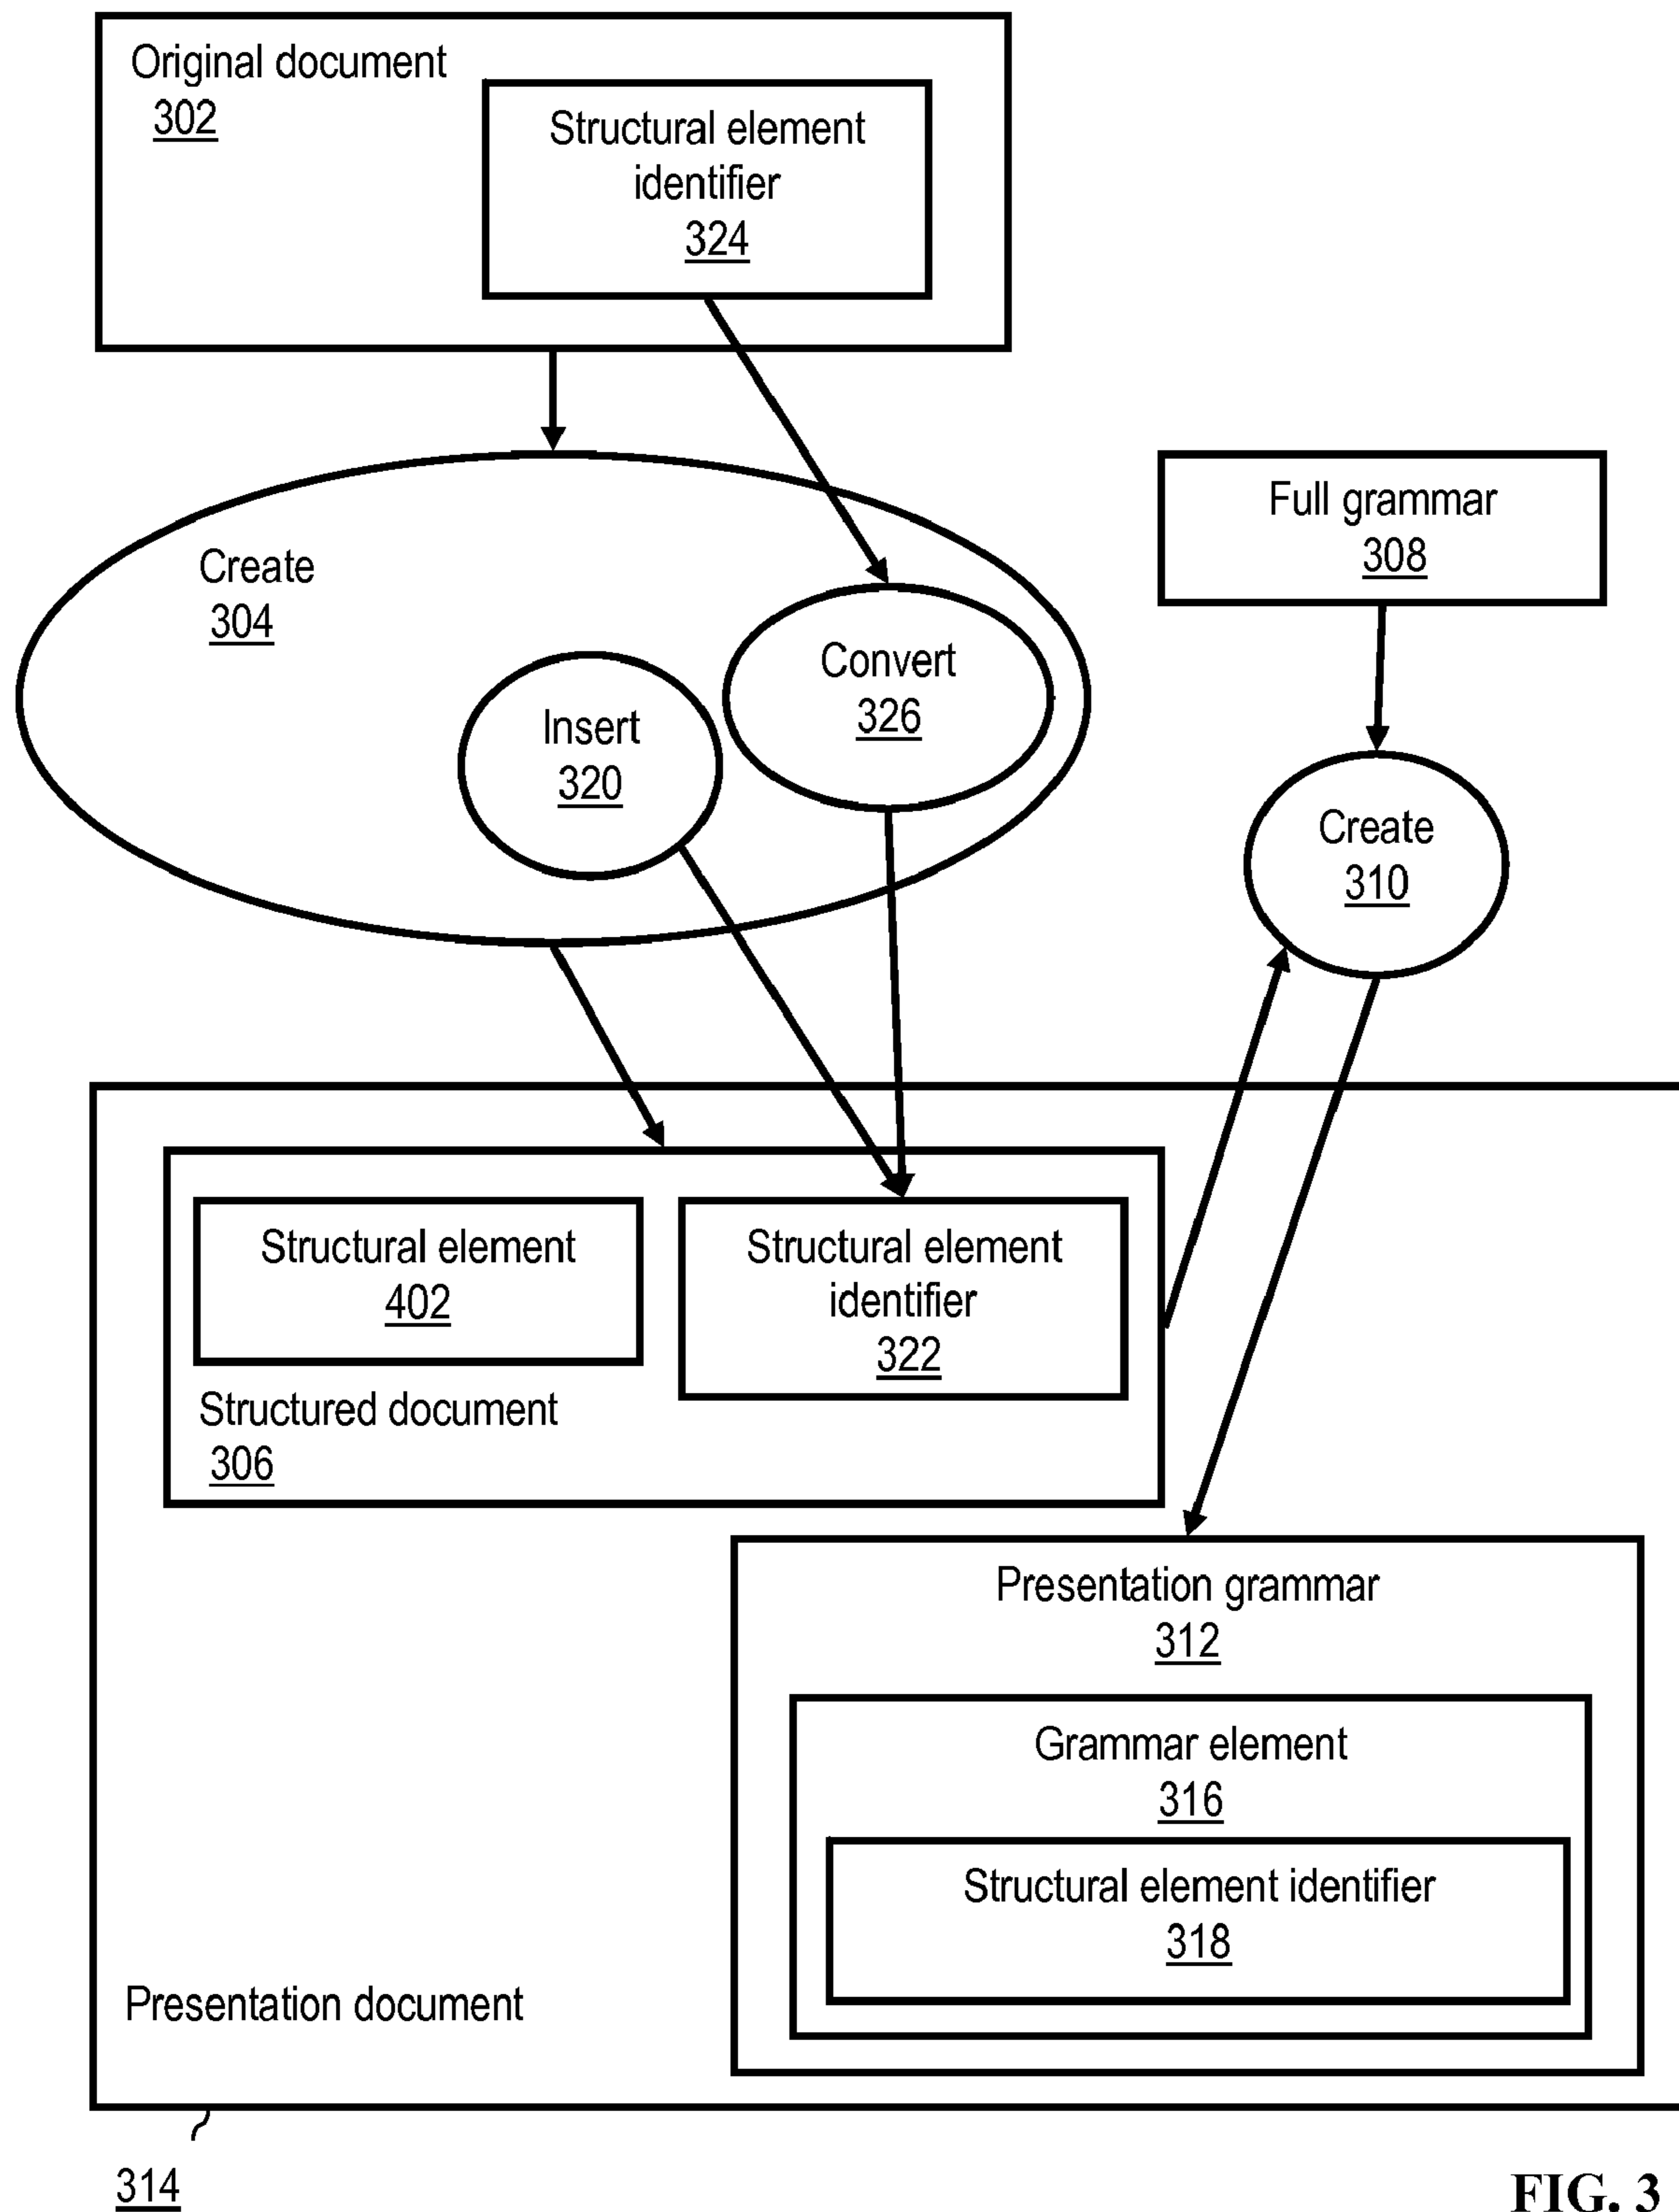 Original document
302
Structural element
identifier
324
Create
304
Convert
326
Insert
320
Full grammar
308
Create
310
Structural element
402
Structural element
identifier
322
Structured document
306
Presentation grammar
312
Grammar element
316
Structural element identifier
318
Presentation document
314
FIG. 3